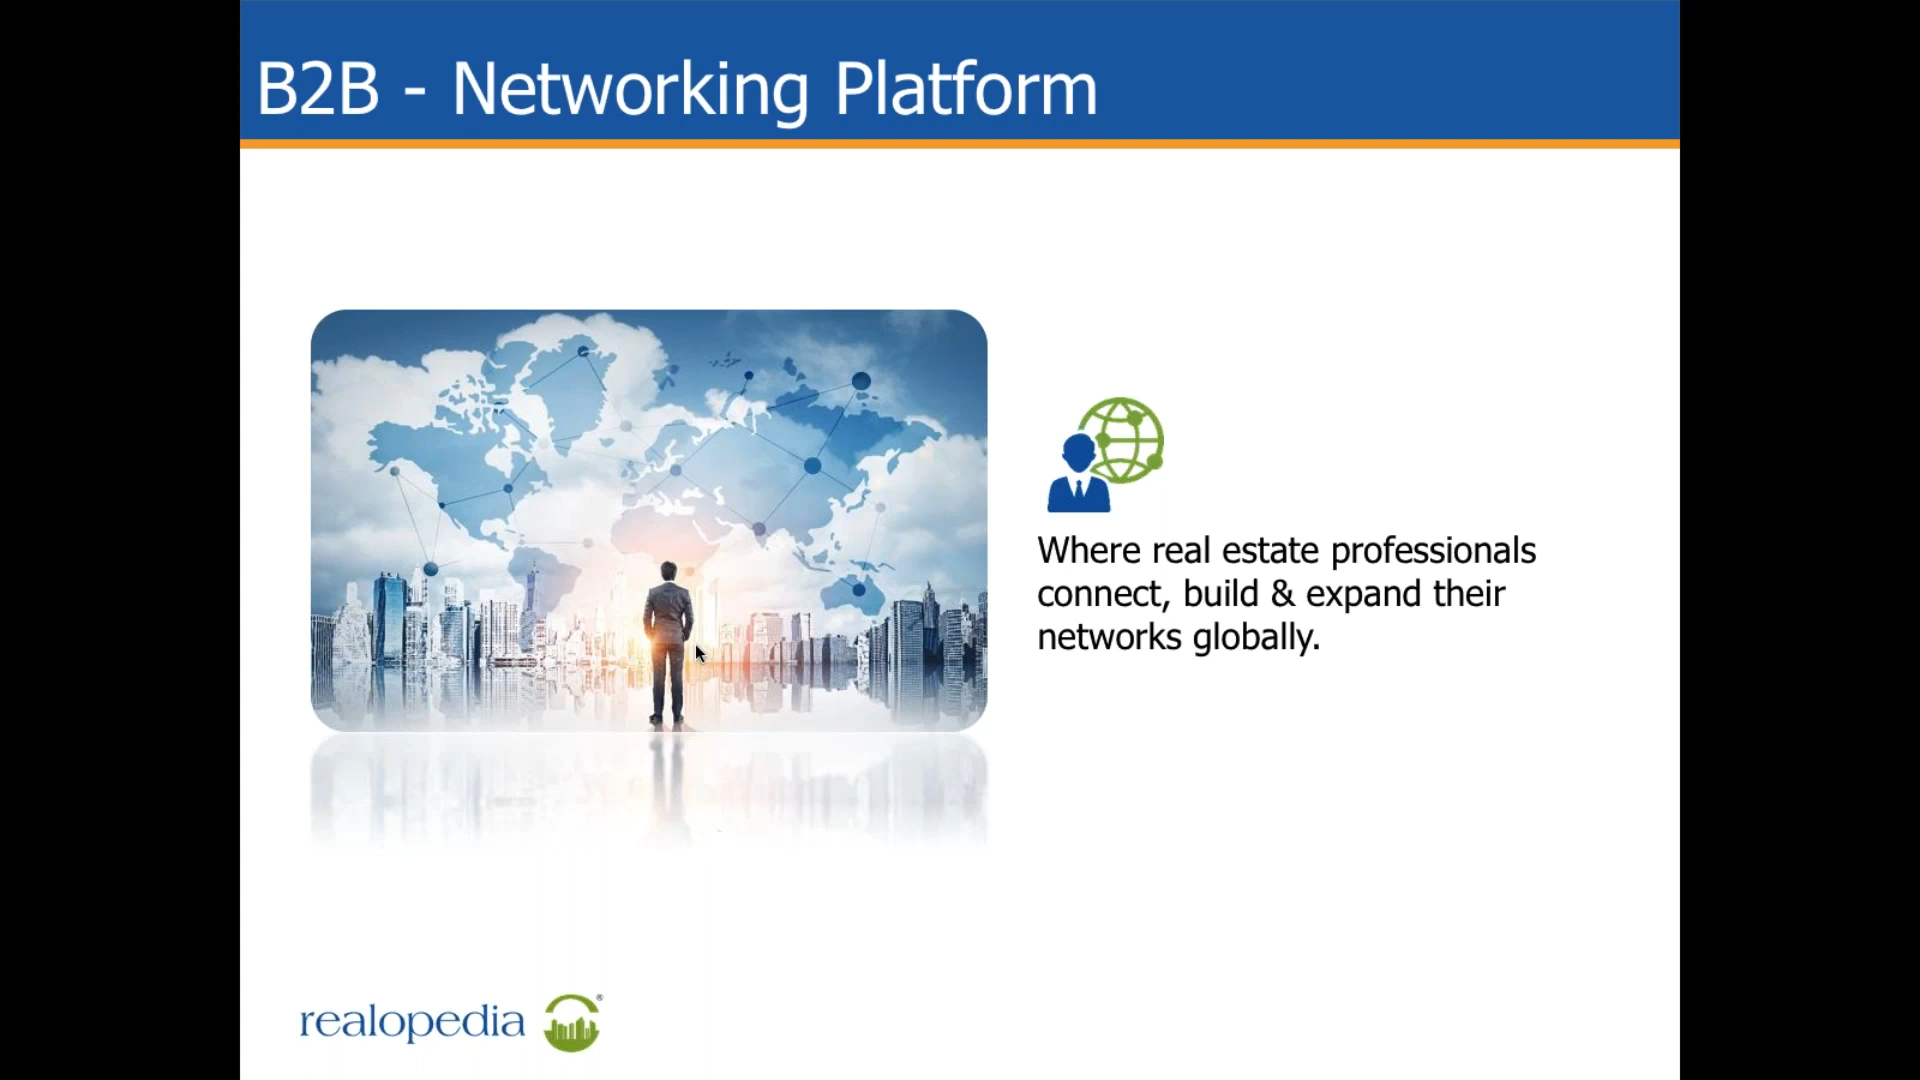 B2B - Networking Platform
Where real estate professionals
connect, build & expand their
networks globally.
realopedia ®